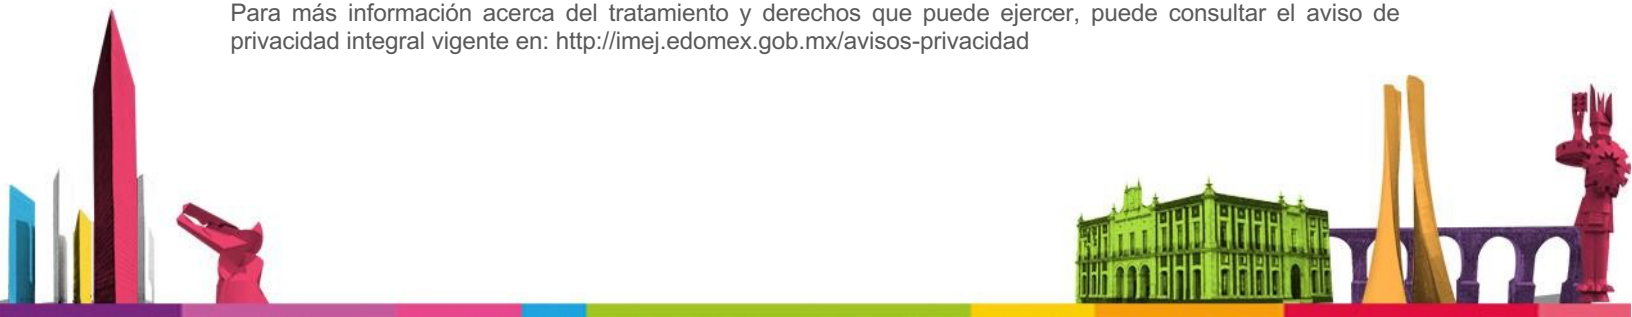 Para más información acerca del tratamiento y derechos que puede ejercer, puede consultar el aviso de
privacidad integral vigente en: http://imej.edomex.gob.mx/avisos-privacidad